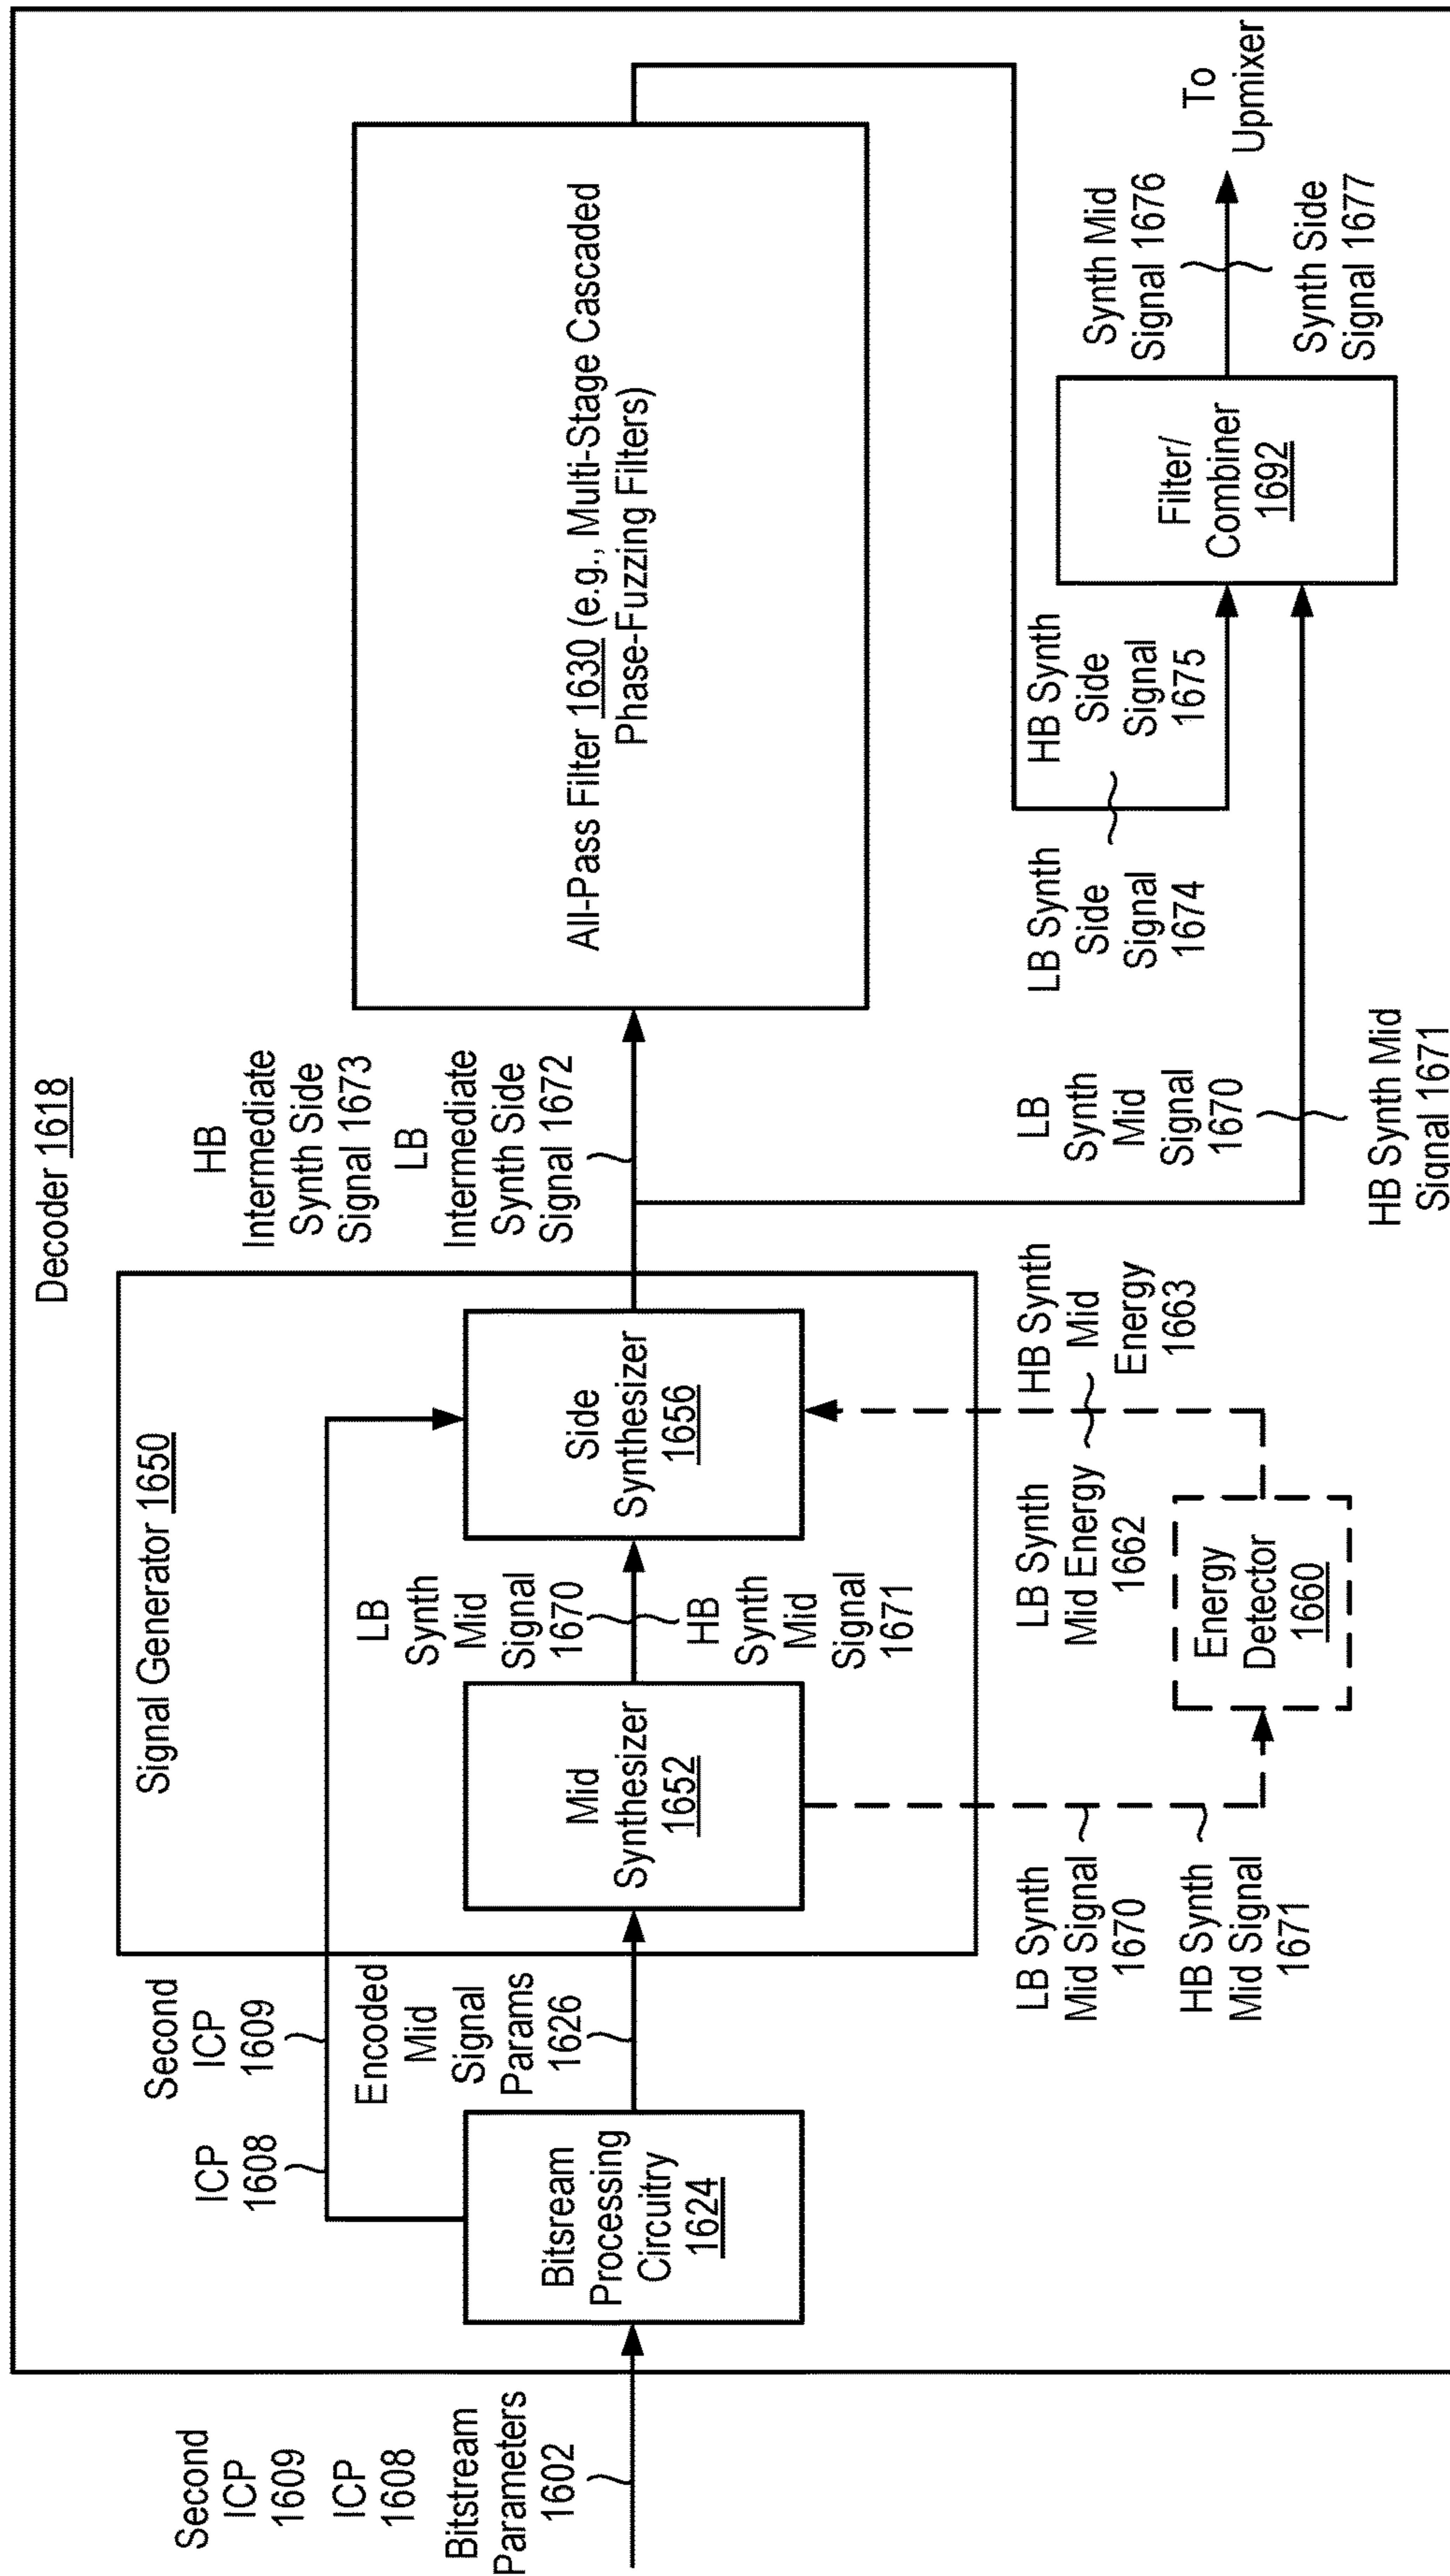 Decoder 1618
Second
ICP
1609
ICP
1608
Bitstream
Parameters
1602
Bitsream
Processing
Circuitry
1624
ICP
1608
Second
ICP
1609
Encoded
Mid
Signal
Params
1626
Signal Generator 1650
Mid
Synthesizer
1652
LB
Synth
Mid
Signal
1670
HB
Synth
Mid
Signal
1671
Side
Synthesizer
1656
LB Synth
Mid Signal
1670
HB Synth
Mid Signal
1671
Energy
Detector
1660
LB Synth
Mid Energy
1662
HB Synth
Mid
Energy
1663
HB
Intermediate
Synth Side
Signal 1673
LB
Intermediate
Synth Side
Signal 1672
All-Pass Filter 1630 (e.g., Multi-Stage Cascaded
Phase-Fuzzing Filters)
LB
Synth
Mid
Signal
1670
HB Synth Mid
Signal 1671
LB Synth
Side
Signal
1674
HB Synth
Side
Signal
1675
Filter/
Combiner
1692
Synth Mid
Signal 1676
Synth Side
Signal 1677
To
Upmixer